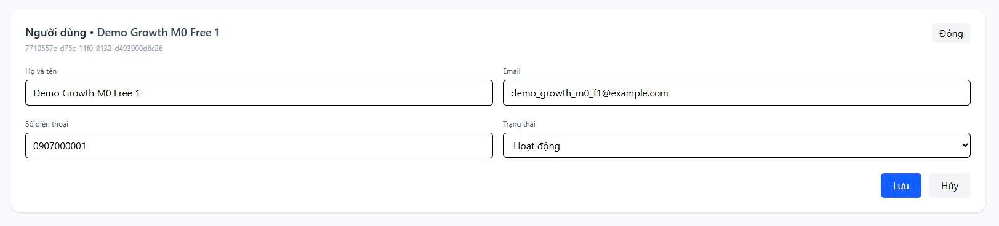 Người dùng • Demo Growth M0 Free 1
Đóng
7710557e-d75c-11f0-8132-d493900d6c26
Họ và tên
Email
Demo Growth M0 Free 1
demo_growth_m0_f1@example.com
Số điện thoại
Trạng thái
0907000001
Hoạt động
Lưu
Hủy